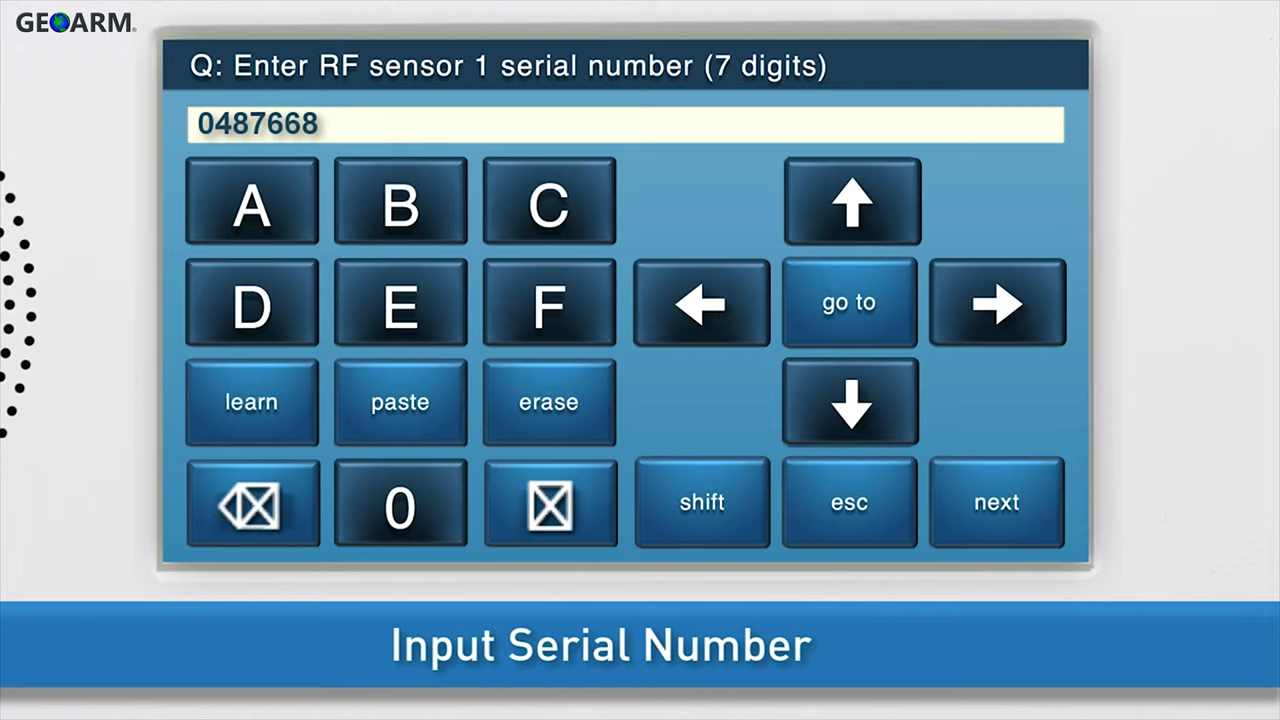 GEOARM®
Q: Enter RF sensor 1 serial number (7 digits)
0487668
A B C
D E F go to
learn paste erase
0 shift esc next
Input Serial Number